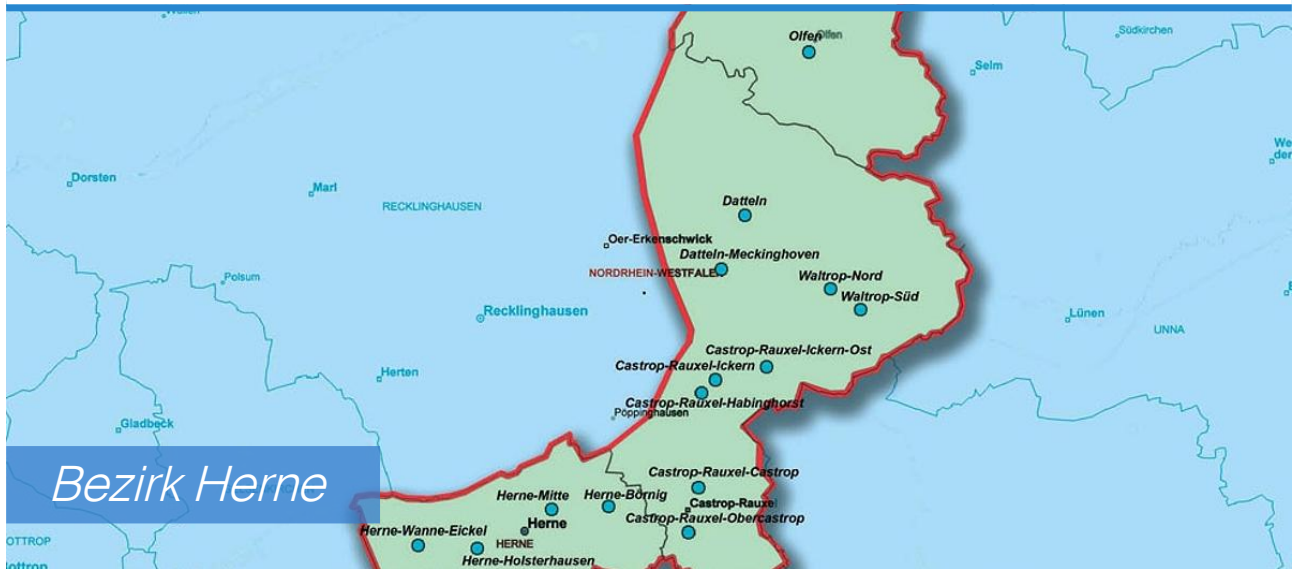 Olfen
Olfen
Südkirchen
Selm
Dorsten
Marl
RECKLINGHAUSEN
Datteln
Oer-Erkenschwick
Datteln-Meckinghoven
NORDRHEIN-WESTFALEN
Polsum
Waltrop-Nord
Waltrop-Süd
Recklinghausen
Lünen
UNNA
Castrop-Rauxel-Ickern-Ost
Castrop-Rauxel-Ickern
Herten
Castrop-Rauxel-Habinghorst
Pöppinghausen
Gladbeck
Bezirk Herne
Castrop-Rauxel-Castrop
Herne-Mitte
Herne-Börnig
Castrop-Rauxel
Castrop-Rauxel-Obercastrop
Herne
Herne-Wanne-Eickel
HERNE
Herne-Holsterhausen
OTTROP
ottrop